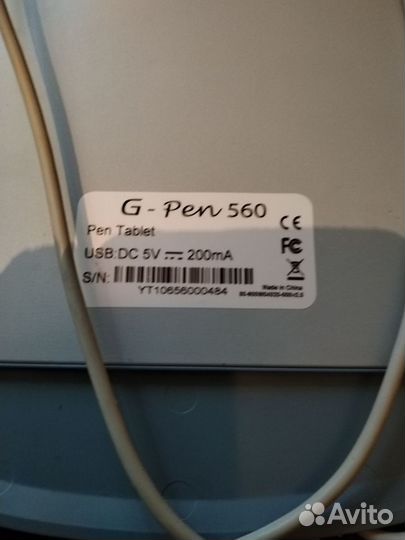 G-Pen 560
Pen Tablet
USB:DC 5V 200mA
CE
FC
S/N:
YT10656000484
Made in China
Avito